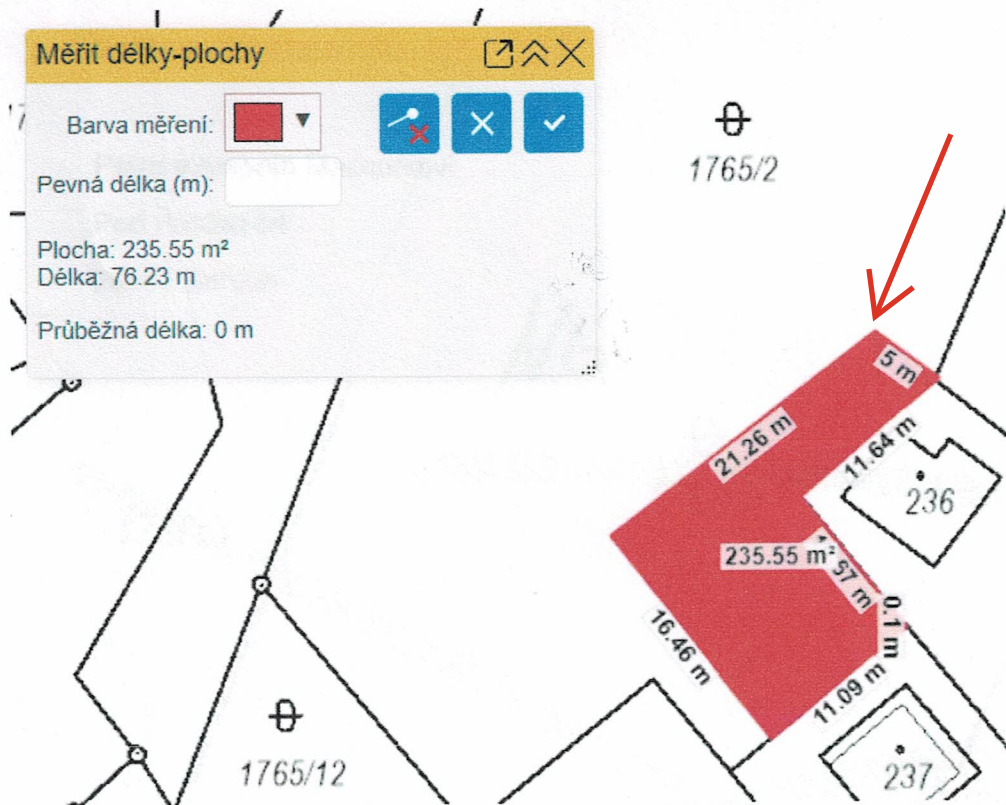 Měřit délky-plochy
Barva měření:
Pevná délka (m):
Plocha: 235.55 m²
Délka: 76.23 m
Průběžná délka: 0 m
1765/2
5 m
21.26 m
11.64 m
236
235.55 m²
57 m
0.1 m
16.46 m
11.09 m
1765/12
237